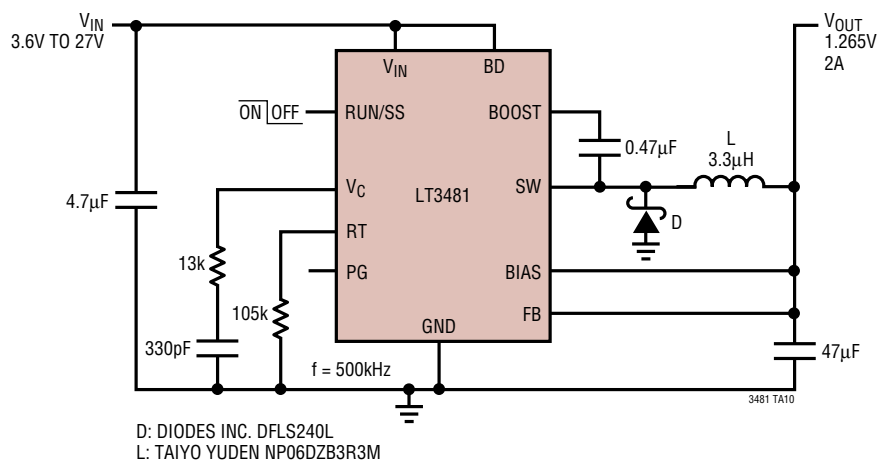 VIN
3.6V TO 27V
VOUT
1.265V
2A
VIN
BD
ON OFF
RUN/SS
BOOST
0.47µF
L
3.3µH
4.7µF
VC
LT3481
SW
D
RT
13k
PG
BIAS
105k
FB
GND
330pF
f = 500kHz
47µF
3481 TA10
D: DIODES INC. DFLS240L
L: TAIYO YUDEN NP06DZB3R3M